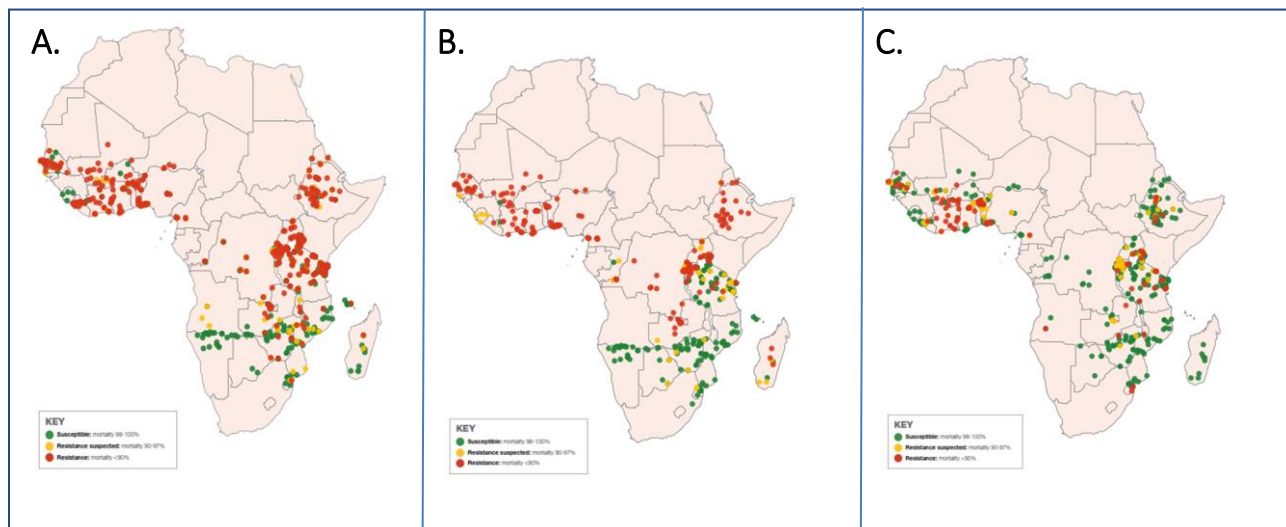 A.
B.
C.
KEY
Susceptible: mortality 98-100%
Resistance suspected: mortality 90-97%
Resistance: mortality <90%
KEY
Susceptible: mortality 98-100%
Resistance suspected: mortality 90-97%
Resistance: mortality <90%
KEY
Susceptible: mortality 98-100%
Resistance suspected: mortality 90-97%
Resistance: mortality <90%